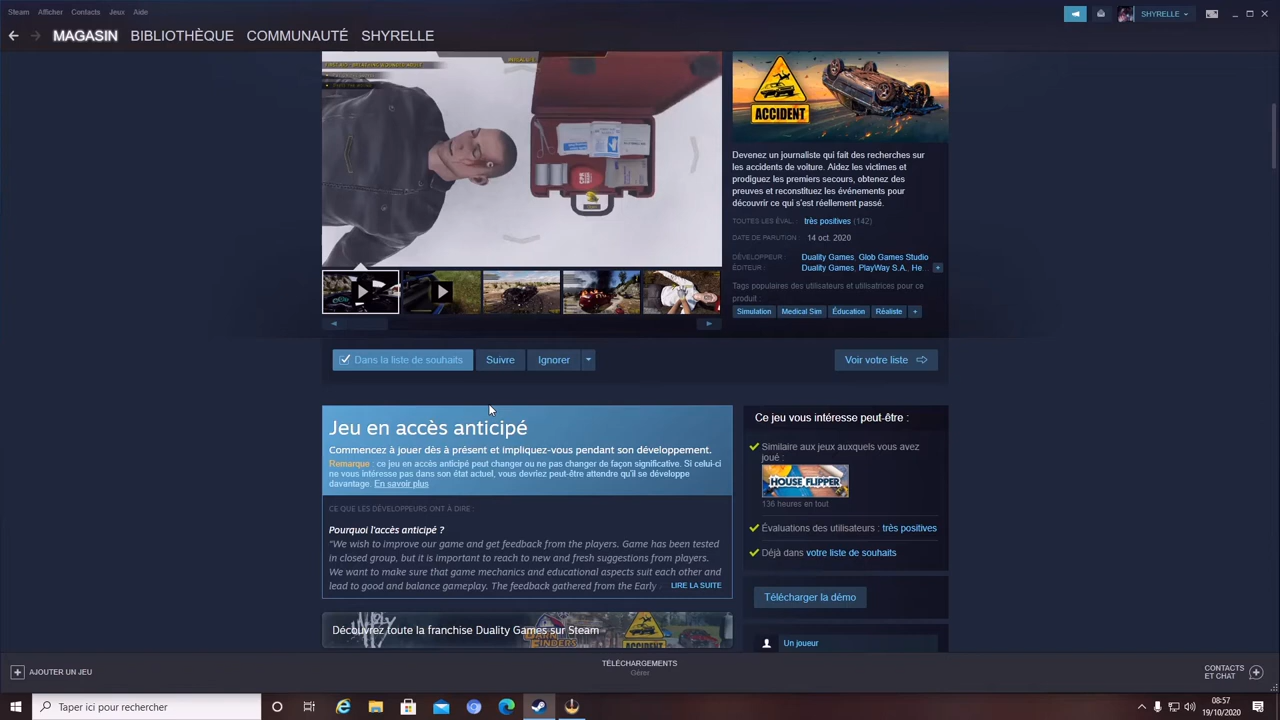 Steam Afficher Contacts Jeux Aide
SHYRELLE
MAGASIN BIBLIOTHÈQUE COMMUNAUTÉ SHYRELLE
ACCIDENT
Devenez un journaliste qui fait des recherches sur
les accidents de voiture. Aidez les victimes et
prodiguez les premiers secours, obtenez des
preuves et reconstituez les événements pour
découvrir ce qui s'est réellement passé.
TOUTES LES ÉVAL. : très positives (142)
DATE DE PARUTION : 14 oct. 2020
DÉVELOPPEUR : Duality Games, Glob Games Studio
ÉDITEUR : Duality Games, PlayWay S.A., He +
Tags populaires des utilisateurs et utilisatrices pour ce
produit :
Simulation Medical Sim Éducation Réaliste +
Dans la liste de souhaits Suivre Ignorer Voir votre liste
Jeu en accès anticipé
Commencez à jouer dès à présent et impliquez-vous pendant son développement.
Remarque : ce jeu en accès anticipé peut changer ou ne pas changer de façon significative. Si celui-ci
ne vous intéresse pas dans son état actuel, vous devriez peut-être attendre qu'il se développe
davantage. En savoir plus
CE QUE LES DÉVELOPPEURS ONT À DIRE :
Pourquoi l'accès anticipé ?
"We wish to improve our game and get feedback from the players. Game has been tested
in closed group, but it is important to reach to new and fresh suggestions from players.
We want to make sure that game mechanics and educational aspects suit each other and
lead to good and balance gameplay. The feedback gathered from the Early LIRE LA SUITE
Découvrez toute la franchise Duality Games sur Steam
ACCIDENT
Ce jeu vous intéresse peut-être :
Similaire aux jeux auxquels vous avez
joué :
HOUSE FLIPPER
136 heures en tout
Évaluations des utilisateurs : très positives
Déjà dans votre liste de souhaits
Télécharger la démo
Un joueur
AJOUTER UN JEU
TÉLÉCHARGEMENTS
Gérer
CONTACTS
ET CHAT
Taper ici pour rechercher
08:57
19/10/2020